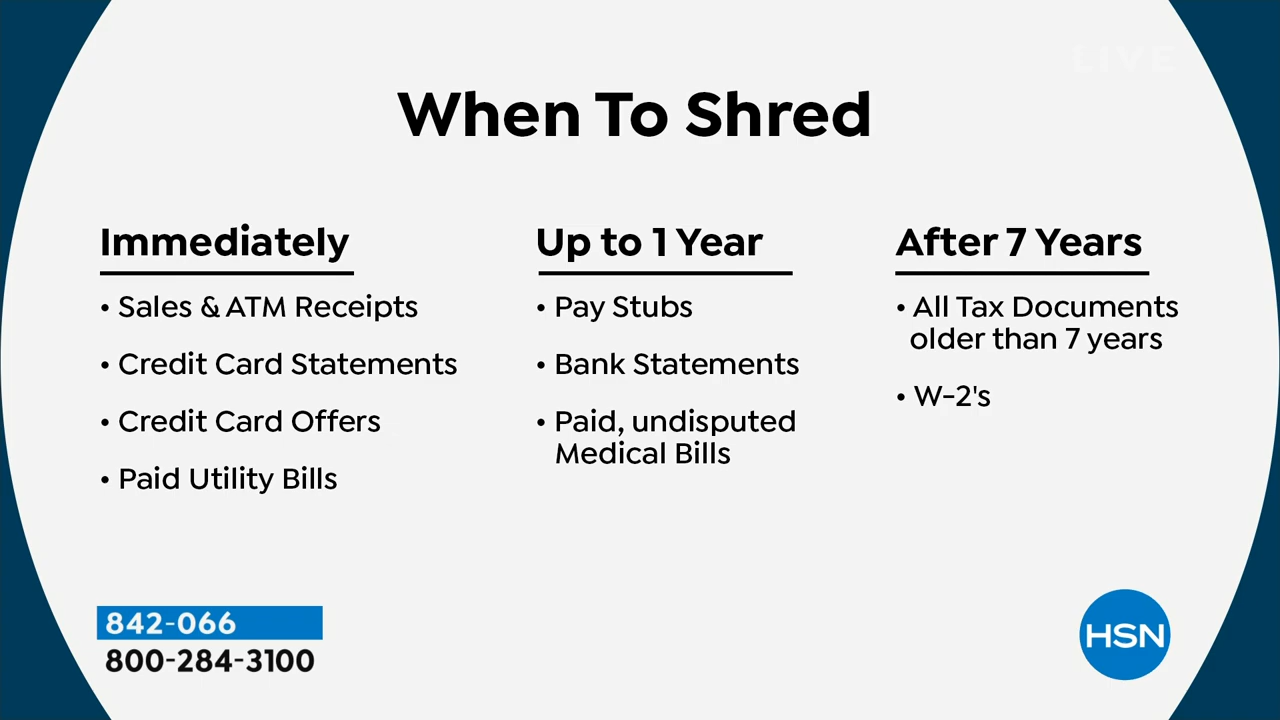 LIVE
When To Shred
Immediately
• Sales & ATM Receipts
• Credit Card Statements
• Credit Card Offers
• Paid Utility Bills
Up to 1 Year
• Pay Stubs
• Bank Statements
• Paid, undisputed
Medical Bills
After 7 Years
• All Tax Documents
older than 7 years
• W-2's
842-066
800-284-3100
HSN